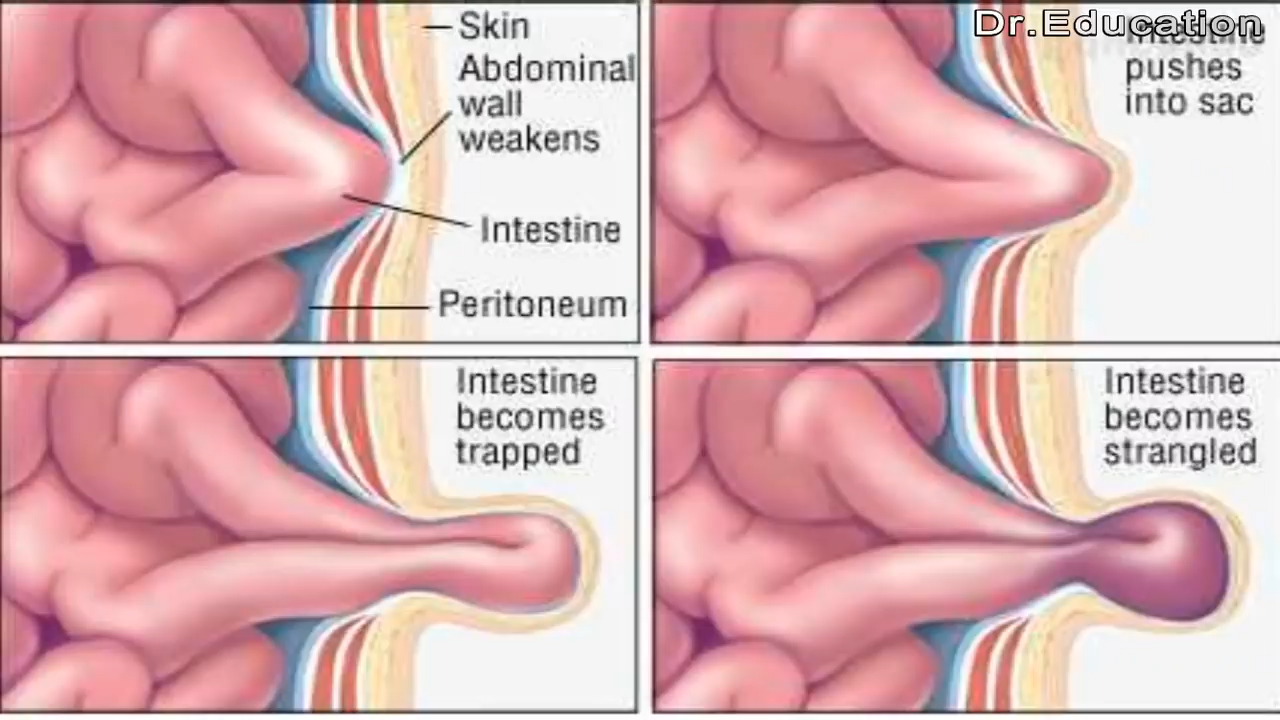 Skin
Abdominal
wall
weakens
Intestine
Peritoneum
Dr.Education
Intestine
pushes
into sac
Intestine
becomes
trapped
Intestine
becomes
strangled